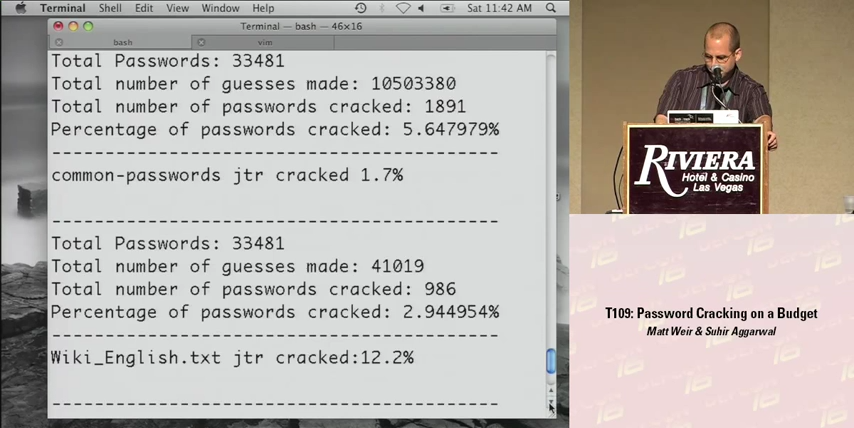 Terminal Shell Edit View Window Help Sat 11:42 AM
Terminal — bash — 46×16
bash vim
Total Passwords: 33481
Total number of guesses made: 10503380
Total number of passwords cracked: 1891
Percentage of passwords cracked: 5.647979%
----------------------------------------------
common-passwords jtr cracked 1.7%
----------------------------------------------
Total Passwords: 33481
Total number of guesses made: 41019
Total number of passwords cracked: 986
Percentage of passwords cracked: 2.944954%
----------------------------------------------
Wiki_English.txt jtr cracked:12.2%
----------------------------------------------
RIVIERA
Hotel & Casino
Las Vegas
T109: Password Cracking on a Budget
Matt Weir & Suhir Aggarwal